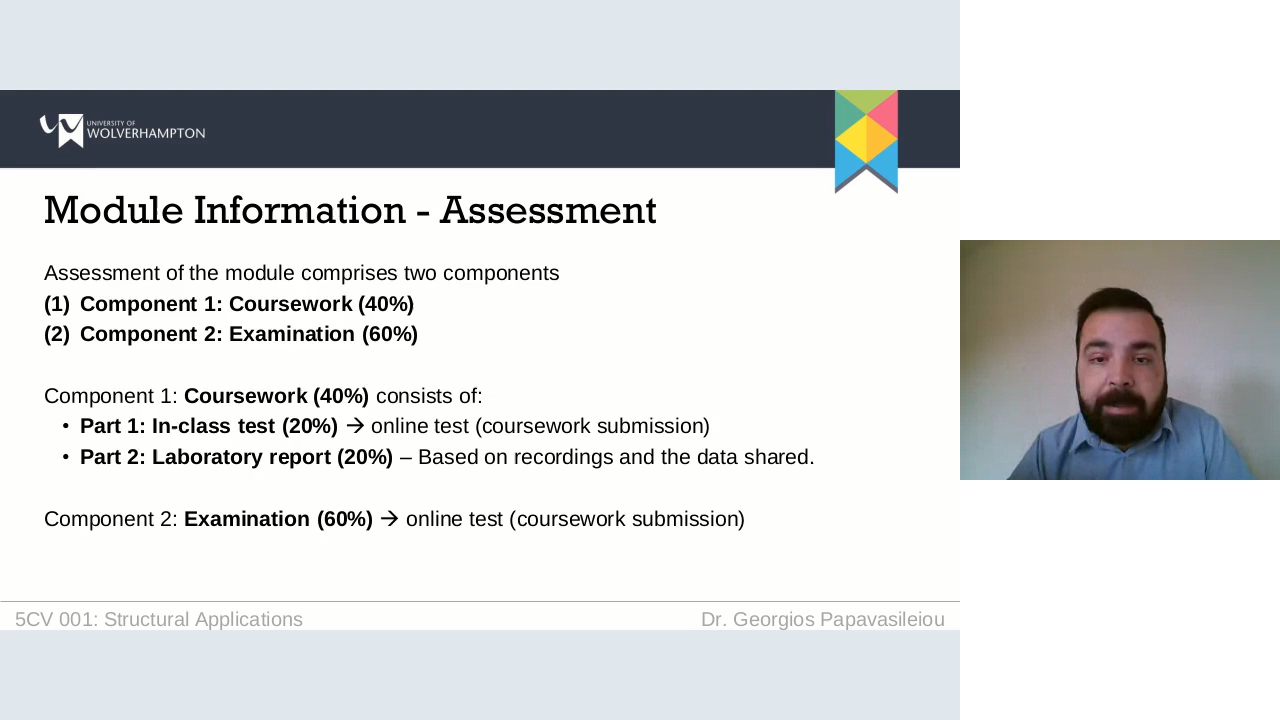 UNIVERSITY OF
WOLVERHAMPTON
Module Information - Assessment
Assessment of the module comprises two components
(1) Component 1: Coursework (40%)
(2) Component 2: Examination (60%)
Component 1: Coursework (40%) consists of:
• Part 1: In-class test (20%) → online test (coursework submission)
• Part 2: Laboratory report (20%) – Based on recordings and the data shared.
Component 2: Examination (60%) → online test (coursework submission)
5CV 001: Structural Applications
Dr. Georgios Papavasileiou